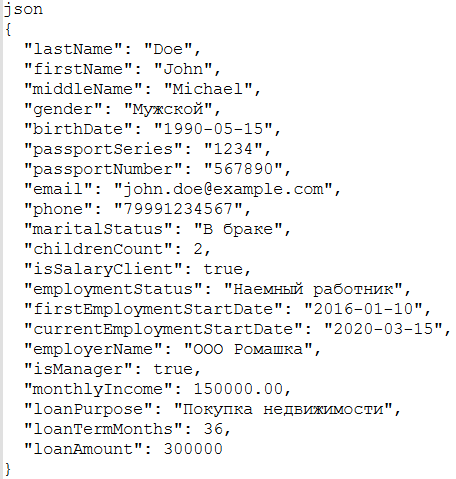 json
{
  "lastName": "Doe",
  "firstName": "John",
  "middleName": "Michael",
  "gender": "Мужской",
  "birthDate": "1990-05-15",
  "passportSeries": "1234",
  "passportNumber": "567890",
  "email": "john.doe@example.com",
  "phone": "79991234567",
  "maritalStatus": "В браке",
  "childrenCount": 2,
  "isSalaryClient": true,
  "employmentStatus": "Наемный работник",
  "firstEmploymentStartDate": "2016-01-10",
  "currentEmploymentStartDate": "2020-03-15",
  "employerName": "ООО Ромашка",
  "isManager": true,
  "monthlyIncome": 150000.00,
  "loanPurpose": "Покупка недвижимости",
  "loanTermMonths": 36,
  "loanAmount": 300000
}